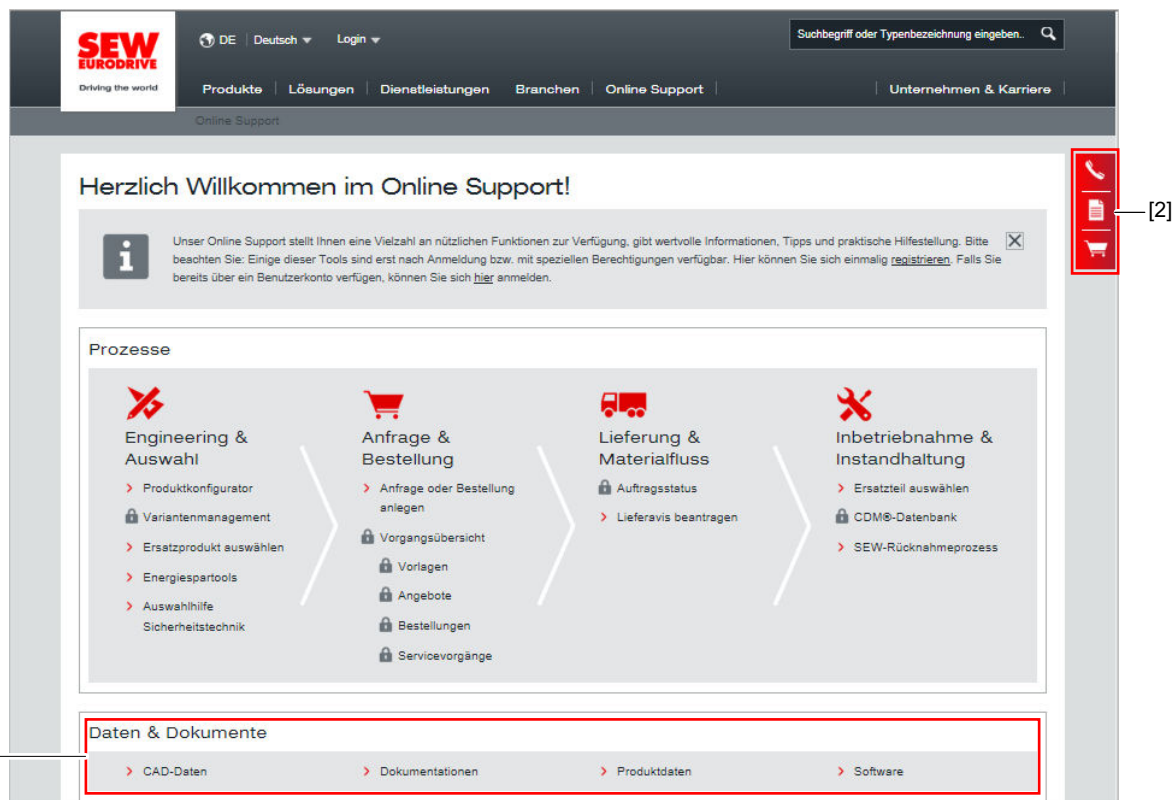 SEW
EURODRIVE
Driving the world
DE Deutsch Login
Suchbegriff oder Typenbezeichnung eingeben..
Produkte Lösungen Dienstleistungen Branchen Online Support Unternehmen & Karriere
Online Support
Herzlich Willkommen im Online Support!
[2]
Unser Online Support stellt Ihnen eine Vielzahl an nützlichen Funktionen zur Verfügung, gibt wertvolle Informationen, Tipps und praktische Hilfestellung. Bitte
beachten Sie: Einige dieser Tools sind erst nach Anmeldung bzw. mit speziellen Berechtigungen verfügbar. Hier können Sie sich einmalig registrieren. Falls Sie
bereits über ein Benutzerkonto verfügen, können Sie sich hier anmelden.
Prozesse
Engineering &
Auswahl
Produktkonfigurator
Variantenmanagement
Ersatzprodukt auswählen
Energiespartools
Auswahlhilfe
Sicherheitstechnik
Anfrage &
Bestellung
Anfrage oder Bestellung
anlegen
Vorgangsübersicht
Vorlagen
Angebote
Bestellungen
Servicevorgänge
Lieferung &
Materialfluss
Auftragsstatus
Lieferavis beantragen
Inbetriebnahme &
Instandhaltung
Ersatzteil auswählen
CDM®-Datenbank
SEW-Rücknahmeprozess
Daten & Dokumente
CAD-Daten Dokumentationen Produktdaten Software